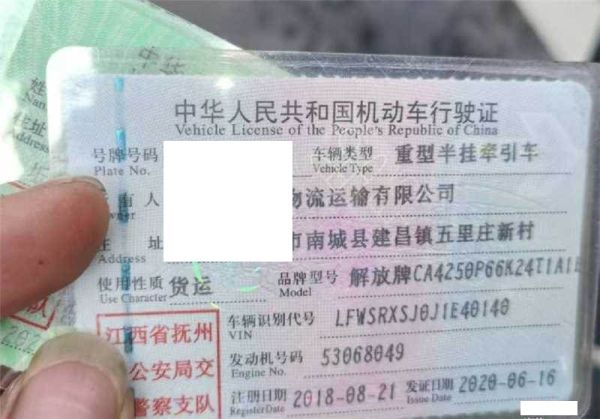 中华人民共和国机动车行驶证
Vehicle License of the People's Republic of China
号牌号码 Plate No. 车辆类型 Vehicle Type 重型半挂牵引车
有人 Owner 物流运输有限公司
住址 Address 市南城县建昌镇五里庄新村
使用性质 Use Character 货运 品牌型号 Model 解放牌CA4250P66K24T1A1E
车辆识别代号 VIN LFWSRXSJ0J1E40140
发动机号码 Engine No. 53068049
注册日期 Register Date 2018-08-21 发证日期 Issue Date 2020-06-16
江西省抚州
公安局交
警察支队
Address